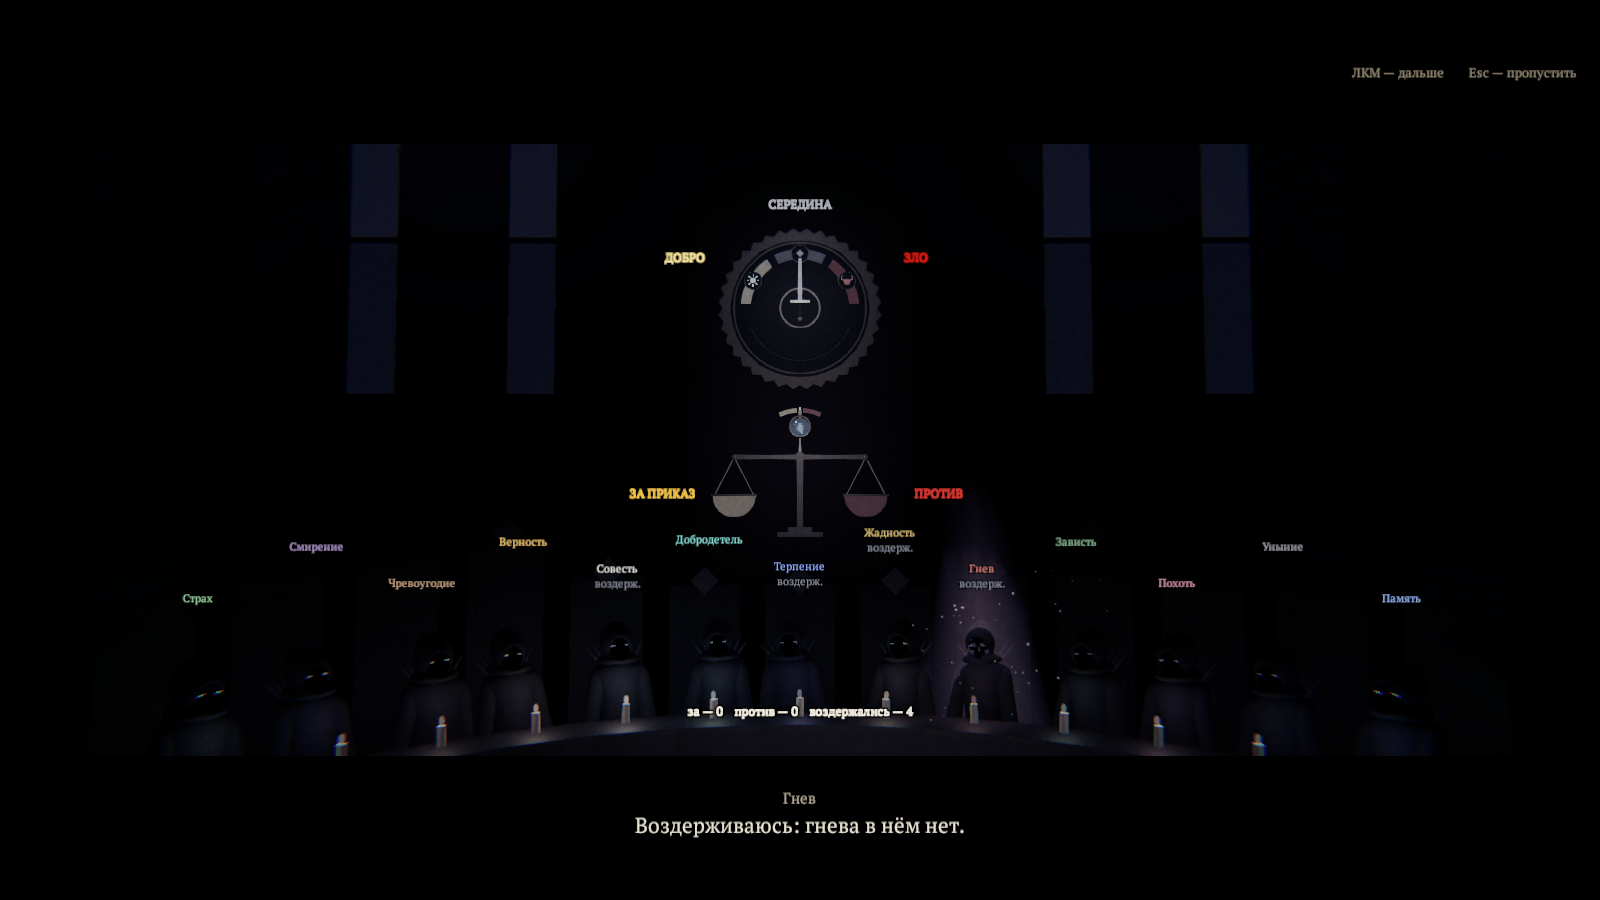 ЛКМ — дальше Esc — пропустить
СЕРЕДИНА
ДОБРО
ЗЛО
ЗА ПРИКАЗ
ПРОТИВ
Смирение
Верность
Добродетель
Жадность
воздерж.
Зависть
Уныние
Страх
Чревоугодие
Совесть
воздерж.
Терпение
воздерж.
Гнев
воздерж.
Похоть
Память
за — 0 против — 0 воздержались — 4
Гнев
Воздерживаюсь: гнева в нём нет.